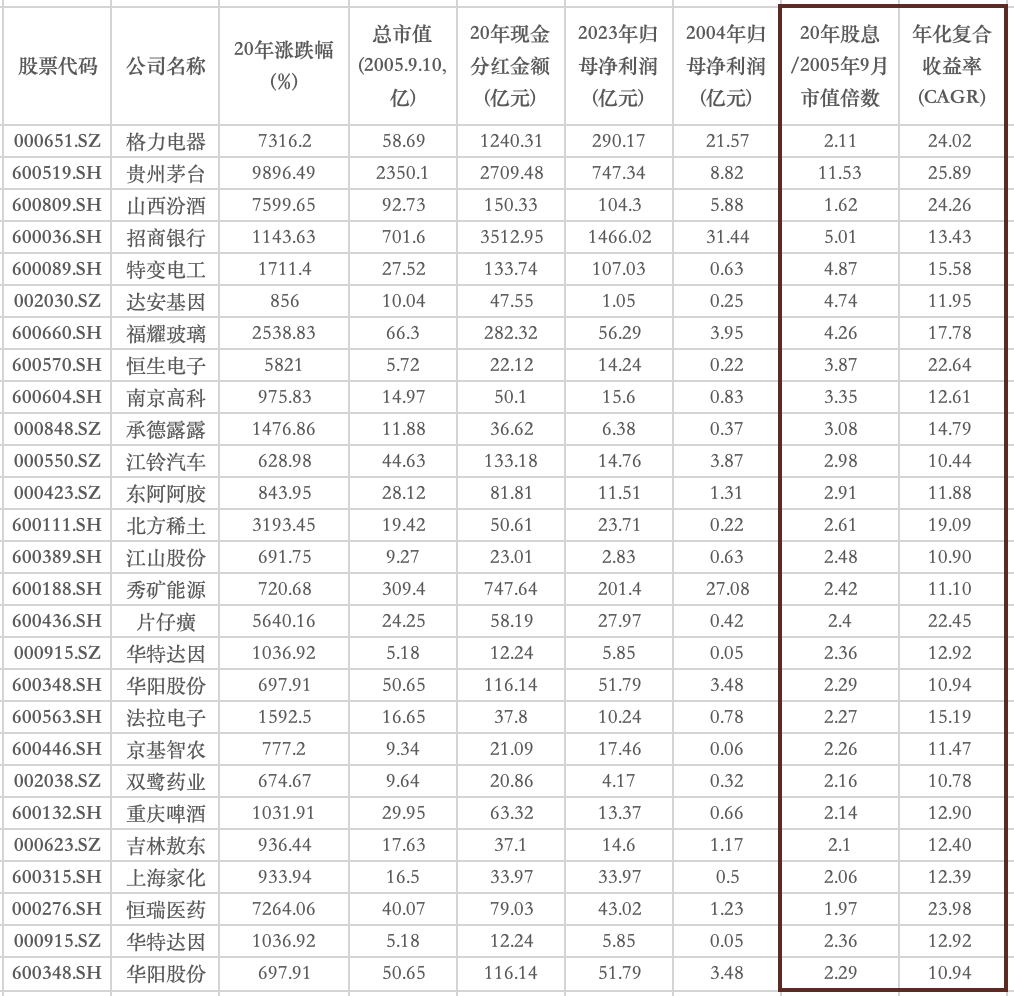 股票代码 公司名称 20年涨跌幅(%) 总市值(2005.9.10,亿) 20年现金分红金额(亿元) 2023年归母净利润(亿元) 2004年归母净利润(亿元) 20年股息/2005年9月市值倍数 年化复合收益率(CAGR)
000651.SZ 格力电器 7316.2 58.69 1240.31 290.17 21.57 2.11 24.02
600519.SH 贵州茅台 9896.49 2350.1 2709.48 747.34 8.82 11.53 25.89
600809.SH 山西汾酒 7599.65 92.73 150.33 104.3 5.88 1.62 24.26
600036.SH 招商银行 1143.63 701.6 3512.95 1466.02 31.44 5.01 13.43
600089.SH 特变电工 1711.4 27.52 133.74 107.03 0.63 4.87 15.58
002030.SZ 达安基因 856 10.04 47.55 1.05 0.25 4.74 11.95
600660.SH 福耀玻璃 2538.83 66.3 282.32 56.29 3.95 4.26 17.78
600570.SH 恒生电子 5821 5.72 22.12 14.24 0.22 3.87 22.64
600604.SH 南京高科 975.83 14.97 50.1 15.6 0.83 3.35 12.61
000848.SZ 承德露露 1476.86 11.88 36.62 6.38 0.37 3.08 14.79
000550.SZ 江铃汽车 628.98 44.63 133.18 14.76 3.87 2.98 10.44
000423.SZ 东阿阿胶 843.95 28.12 81.81 11.51 1.31 2.91 11.88
600111.SH 北方稀土 3193.45 19.42 50.61 23.71 0.22 2.61 19.09
600389.SH 江山股份 691.75 9.27 23.01 2.83 0.63 2.48 10.90
600188.SH 秀矿能源 720.68 309.4 747.64 201.4 27.08 2.42 11.10
600436.SH 片仔癀 5640.16 24.25 58.19 27.97 0.42 2.4 22.45
000915.SZ 华特达因 1036.92 5.18 12.24 5.85 0.05 2.36 12.92
600348.SH 华阳股份 697.91 50.65 116.14 51.79 3.48 2.29 10.94
600563.SH 法拉电子 1592.5 16.65 37.8 10.24 0.78 2.27 15.19
600446.SH 京基智农 777.2 9.34 21.09 17.46 0.06 2.26 11.47
002038.SZ 双鹭药业 674.67 9.64 20.86 4.17 0.32 2.16 10.78
600132.SH 重庆啤酒 1031.91 29.95 63.32 13.37 0.66 2.14 12.90
000623.SZ 吉林敖东 936.44 17.63 37.1 14.6 1.17 2.1 12.40
600315.SH 上海家化 933.94 16.5 33.97 33.97 0.5 2.06 12.39
000276.SH 恒瑞医药 7264.06 40.07 79.03 43.02 1.23 1.97 23.98
000915.SZ 华特达因 1036.92 5.18 12.24 5.85 0.05 2.36 12.92
600348.SH 华阳股份 697.91 50.65 116.14 51.79 3.48 2.29 10.94